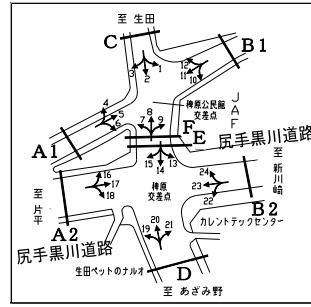 至 生田
C
B1
1
2
3
12
11
10
4
5
6
7
8
9
稗原公民館
交差点
JAF
F
E
尻手黒川道路
A1
至 片平
16
17
18
15
14
13
稗原
交差点
24
23
22
至 新川崎
A2
B2
尻手黒川道路
19
20
21
カレントテックセンター
生田ペットのナルオ
D
至 あざみ野